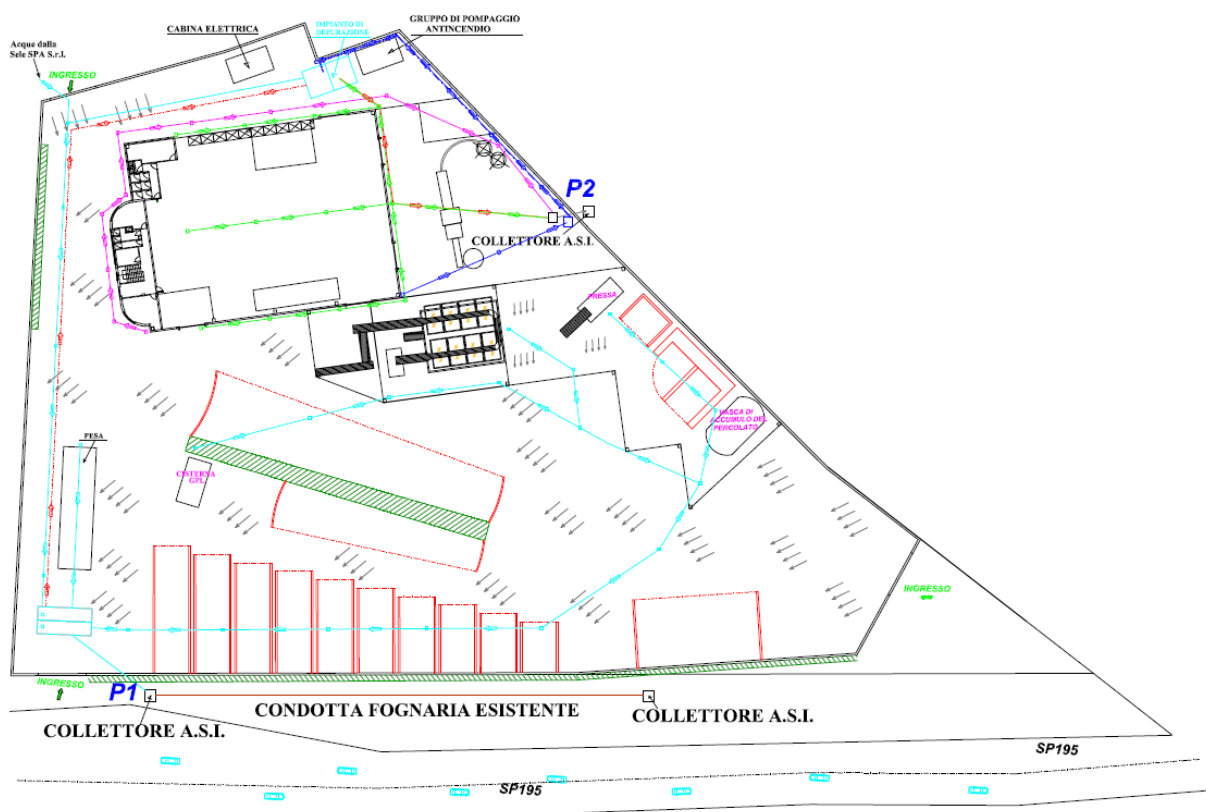 GRUPPO DI POMPAGGIO
ANTINCENDIO
CABINA ELETTRICA
IMPIANTO DI
DEPURAZIONE
Acque dalla
Sele SPA S.r.l.
INGRESSO
P2
COLLETTORE A.S.I.
PRESSA
VASCA DI
ACCUMULO DEL
PERCOLATO
PESA
CISTERNA
GPL
INGRESSO
INGRESSO
P1
CONDOTTA FOGNARIA ESISTENTE
COLLETTORE A.S.I.
COLLETTORE A.S.I.
SP195
SP195